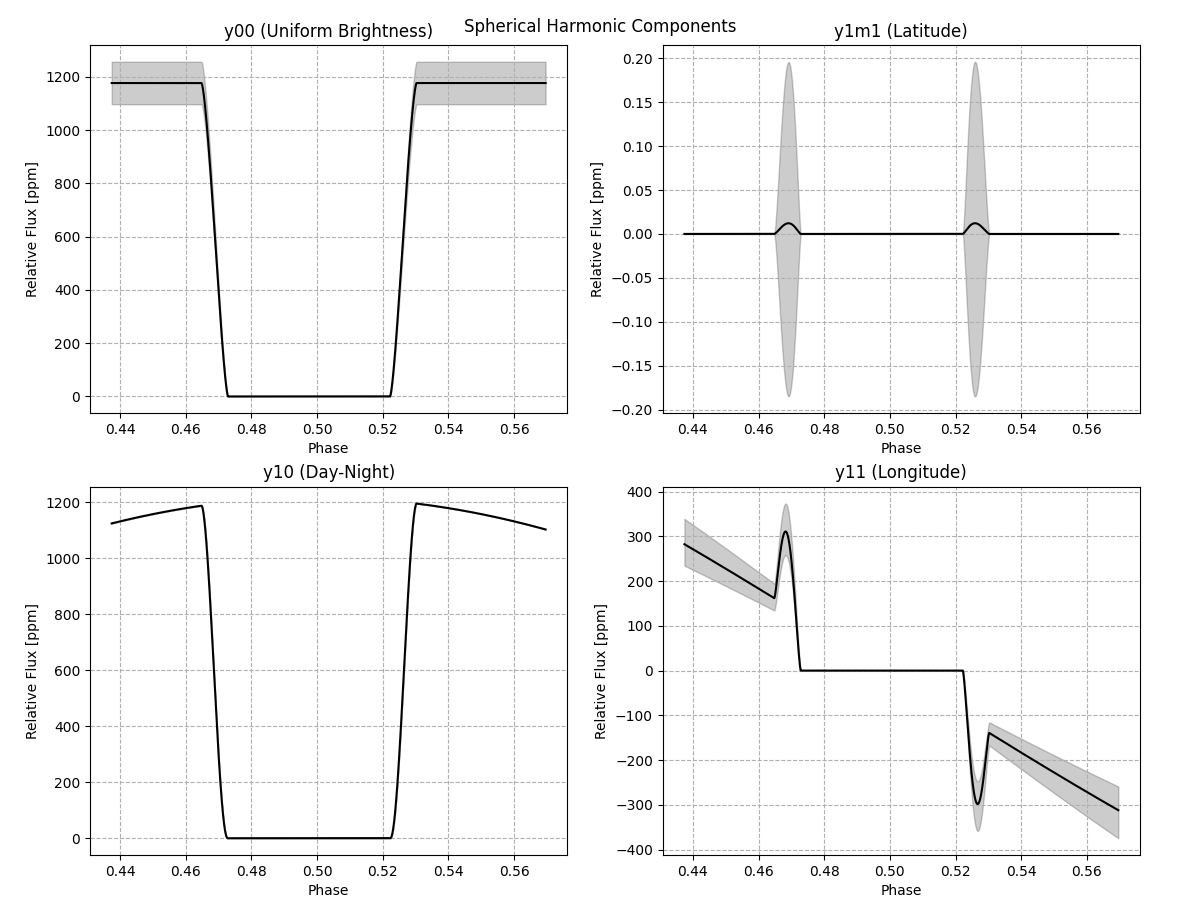 Spherical Harmonic Components
y00 (Uniform Brightness)
1200
1000
800
600
400
200
0
Relative Flux [ppm]
0.44 0.46 0.48 0.50 0.52 0.54 0.56
Phase
y1m1 (Latitude)
0.20
0.15
0.10
0.05
0.00
−0.05
−0.10
−0.15
−0.20
Relative Flux [ppm]
0.44 0.46 0.48 0.50 0.52 0.54 0.56
Phase
y10 (Day-Night)
1200
1000
800
600
400
200
0
Relative Flux [ppm]
0.44 0.46 0.48 0.50 0.52 0.54 0.56
Phase
y11 (Longitude)
400
300
200
100
0
−100
−200
−300
−400
Relative Flux [ppm]
0.44 0.46 0.48 0.50 0.52 0.54 0.56
Phase